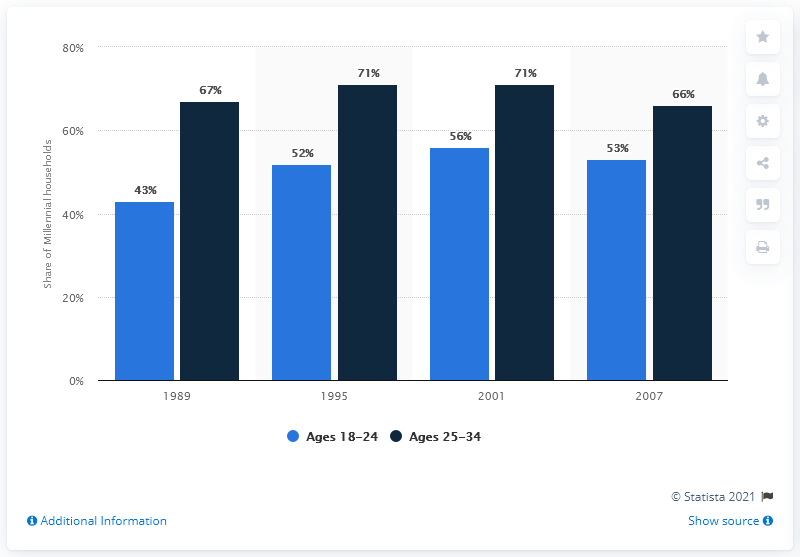 80%
60%
40%
20%
0%
Share of Millennial households
43%
67%
52%
71%
56%
71%
53%
66%
1989
1995
2001
2007
Ages 18-24
Ages 25-34
© Statista 2021
Additional Information
Show source